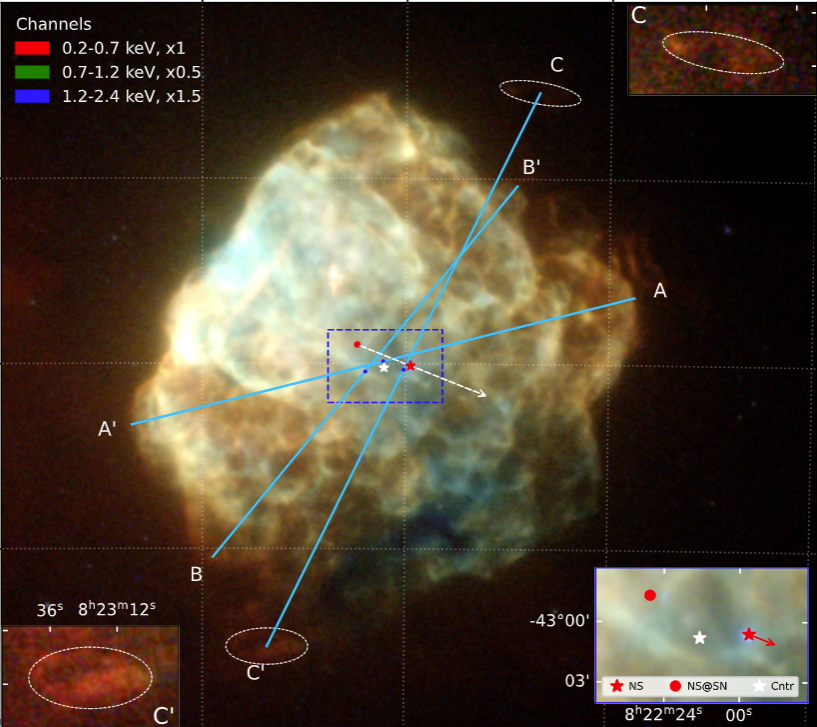 Channels
0.2-0.7 keV, x1
0.7-1.2 keV, x0.5
1.2-2.4 keV, x1.5
C
C
B'
A
A'
B
C'
36ˢ 8ʰ23ᵐ12ˢ
C'
-43°00'
03'
NS NS@SN Cntr
8ʰ22ᵐ24ˢ 00ˢ